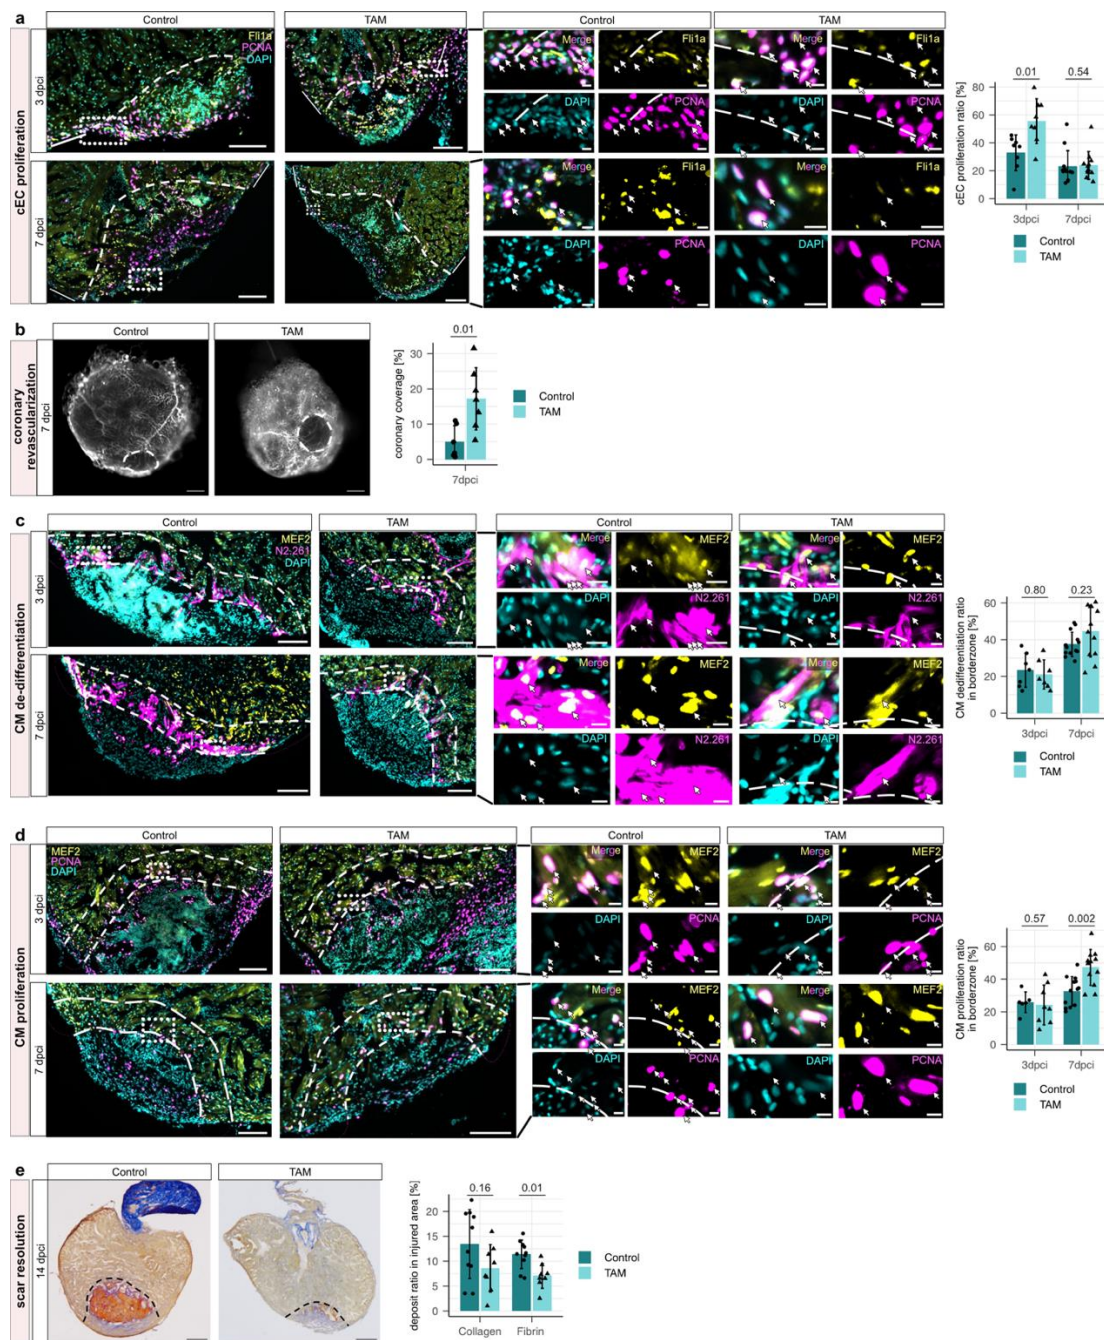 a
Control
TAM
Control
TAM
cEC proliferation
3 dpci
7 dpci
Fli1a
PCNA
DAPI
Merge
Fli1a
Merge
Fli1a
DAPI
PCNA
DAPI
PCNA
Merge
Fli1a
Merge
Fli1a
DAPI
PCNA
DAPI
PCNA
cEC proliferation ratio [%]
0.01
0.54
80
60
40
20
0
3dpci
7dpci
Control
TAM
b
Control
TAM
coronary
revascularization
7 dpci
coronary coverage [%]
0.01
30
20
10
0
7dpci
Control
TAM
c
Control
TAM
Control
TAM
CM de-differentiation
3 dpci
7 dpci
MEF2
N2.261
DAPI
Merge
MEF2
Merge
MEF2
DAPI
N2.261
DAPI
N2.261
Merge
MEF2
Merge
MEF2
DAPI
N2.261
DAPI
N2.261
CM dedifferentiation ratio
in borderzone [%]
0.80
0.23
60
40
20
0
3dpci
7dpci
Control
TAM
d
Control
TAM
Control
TAM
CM proliferation
3 dpci
7 dpci
MEF2
PCNA
DAPI
Merge
MEF2
Merge
MEF2
DAPI
PCNA
DAPI
PCNA
Merge
MEF2
Merge
MEF2
DAPI
PCNA
DAPI
PCNA
CM proliferation ratio
in borderzone [%]
0.57
0.002
60
40
20
0
3dpci
7dpci
Control
TAM
e
Control
TAM
scar resolution
14 dpci
deposit ratio in injured area [%]
0.16
0.01
20
15
10
5
0
Collagen
Fibrin
Control
TAM